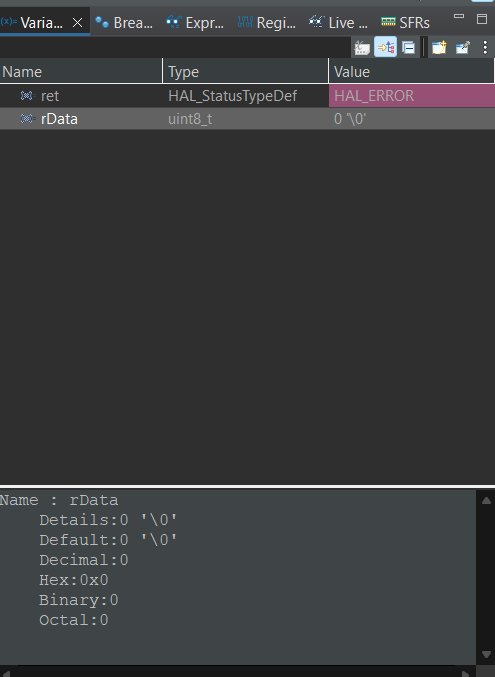 (x)= Varia... Brea... Expr... Regi... Live ... SFRs
Name Type Value
ret HAL_StatusTypeDef HAL_ERROR
rData uint8_t 0 '\0'
Name : rData
Details:0 '\0'
Default:0 '\0'
Decimal:0
Hex:0x0
Binary:0
Octal:0